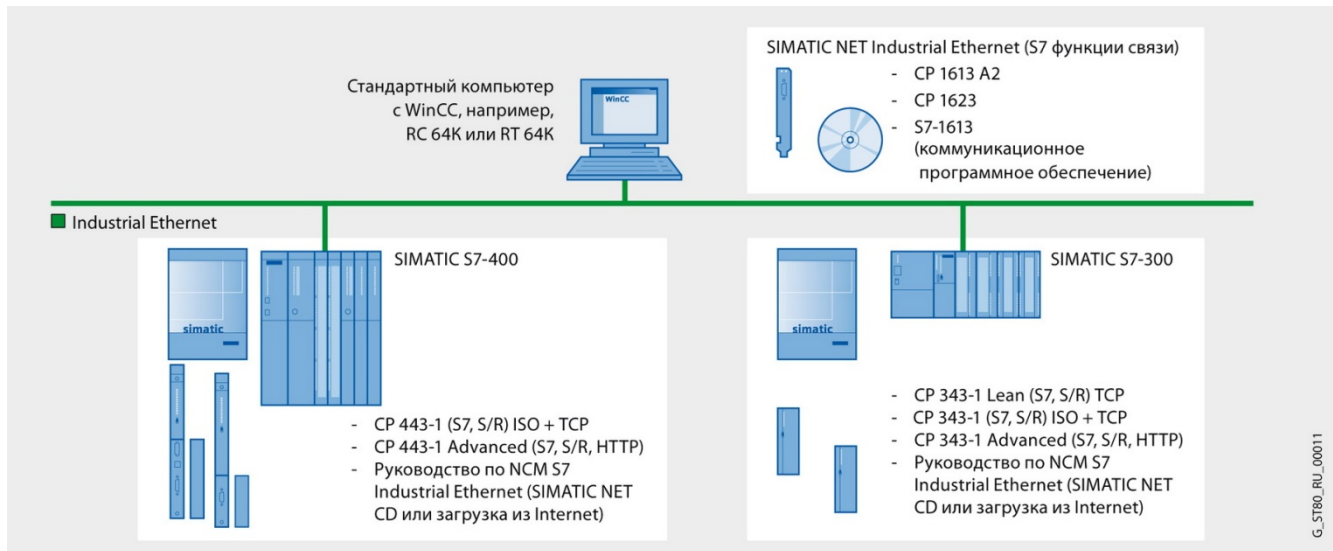 Стандартный компьютер
с WinCC, например,
RC 64K или RT 64K
WinCC
SIMATIC NET Industrial Ethernet (S7 функции связи)
- CP 1613 A2
- CP 1623
- S7-1613
(коммуникационное
программное обеспечение)
Industrial Ethernet
simatic
SIMATIC S7-400
- CP 443-1 (S7, S/R) ISO + TCP
- CP 443-1 Advanced (S7, S/R, HTTP)
- Руководство по NCM S7
Industrial Ethernet (SIMATIC NET
CD или загрузка из Internet)
simatic
SIMATIC S7-300
- CP 343-1 Lean (S7, S/R) TCP
- CP 343-1 (S7, S/R) ISO + TCP
- CP 343-1 Advanced (S7, S/R, HTTP)
- Руководство по NCM S7
Industrial Ethernet (SIMATIC NET
CD или загрузка из Internet)
G_ST80_RU_00011